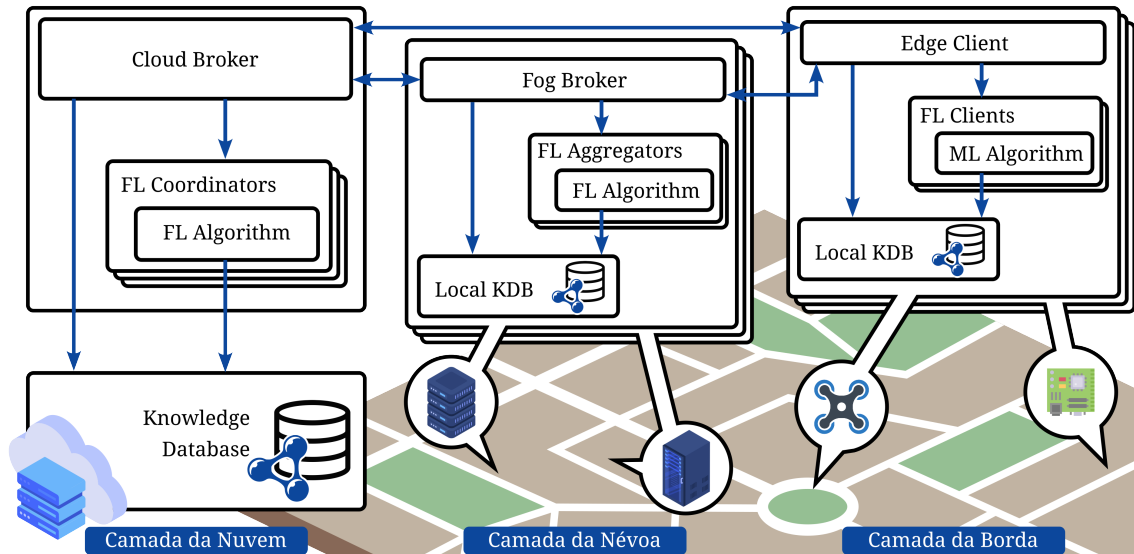 Cloud Broker
FL Coordinators
FL Algorithm
Knowledge
Database
Camada da Nuvem
Fog Broker
FL Aggregators
FL Algorithm
Local KDB
Camada da Névoa
Edge Client
FL Clients
ML Algorithm
Local KDB
Camada da Borda